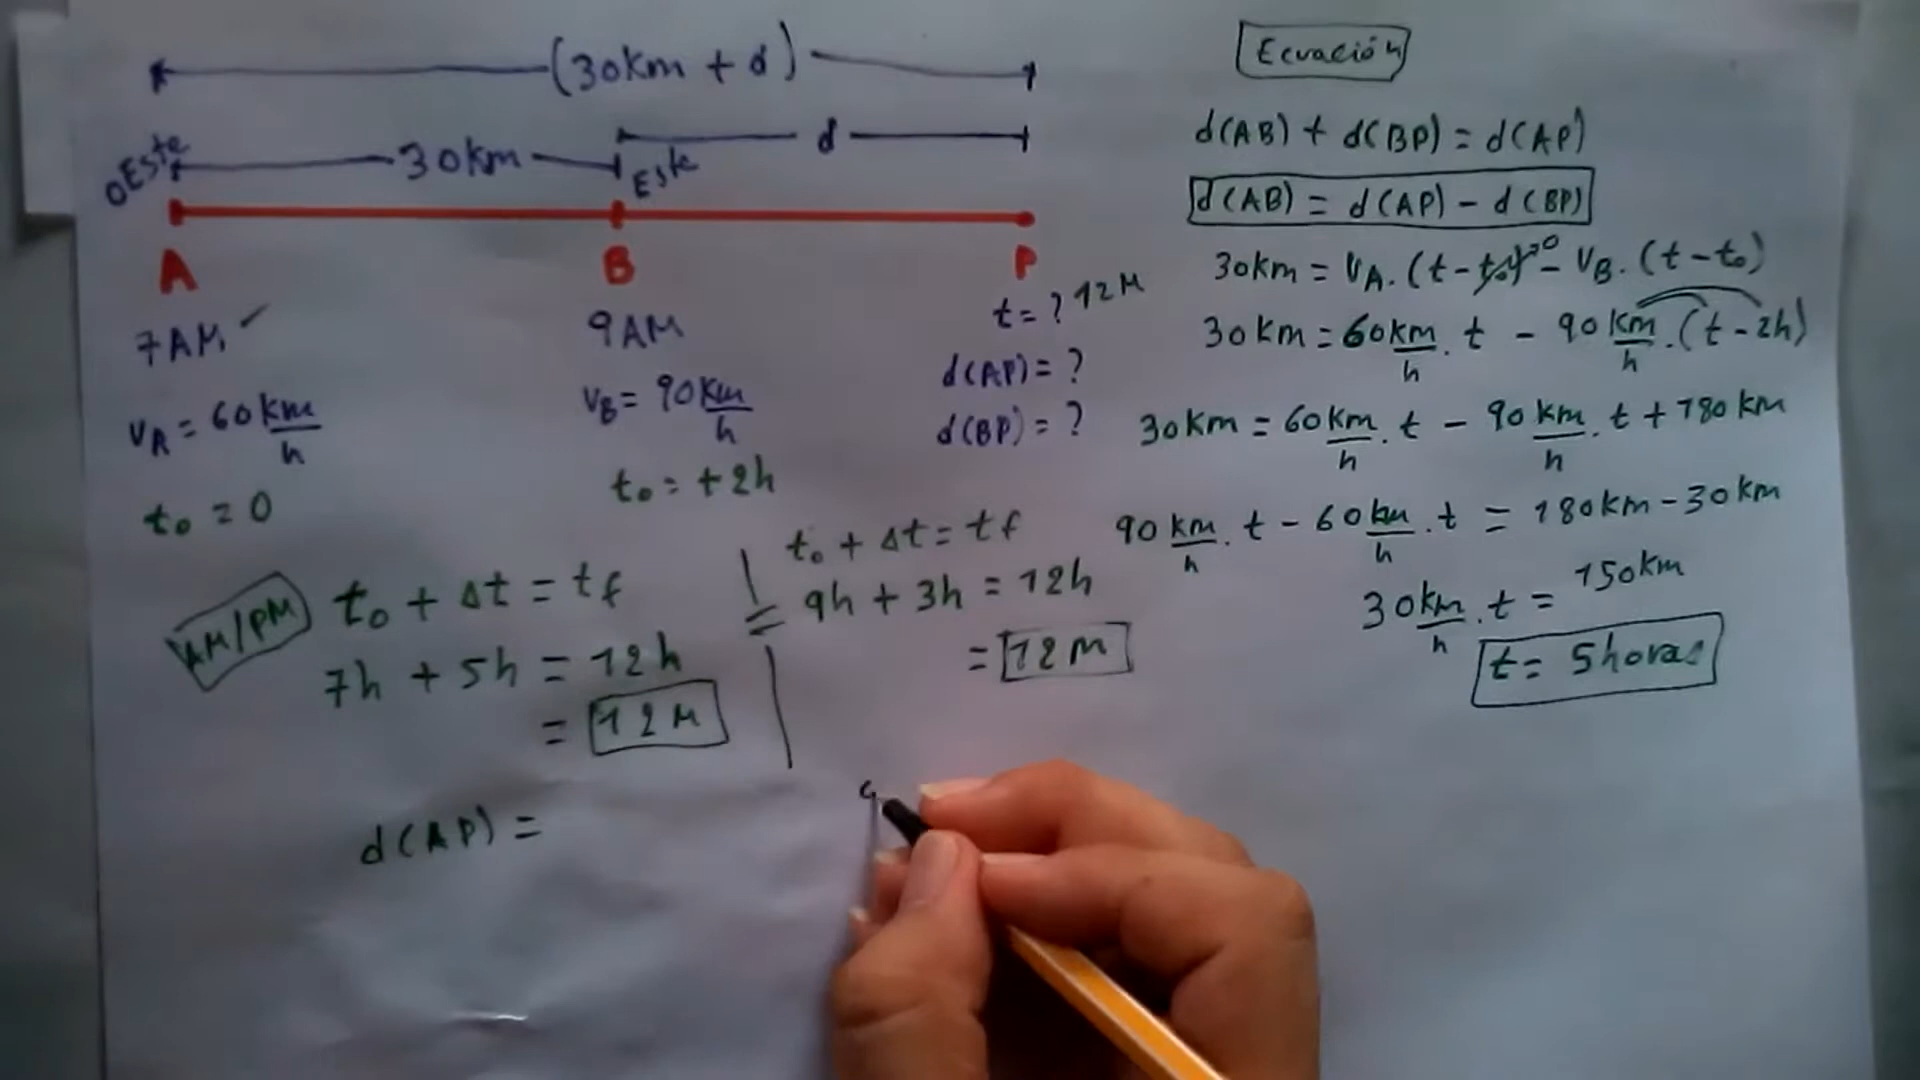 (30km + d)
d
30km
OEste
Este
A B P
7AM
9AM
t = ? 12M
d(AP) = ?
d(BP) = ?
vA = 60 km/h
vB = 90 km/h
t₀ = 0
t₀ = +2h
AM/PM
t₀ + Δt = tf
7h + 5h = 12h
= 12M
t₀ + Δt = tf
9h + 3h = 12h
= 12M
d(AP) =
Ecuación
d(AB) + d(BP) = d(AP)
d(AB) = d(AP) - d(BP)
30km = VA. (t - t₀)⁰ - VB. (t - t₀)
30km = 60 km/h . t - 90 km/h . (t - 2h)
30km = 60 km/h . t - 90 km/h . t + 180km
90 km/h . t - 60 km/h . t = 180km - 30km
30 km/h . t = 150km
t = 5horas